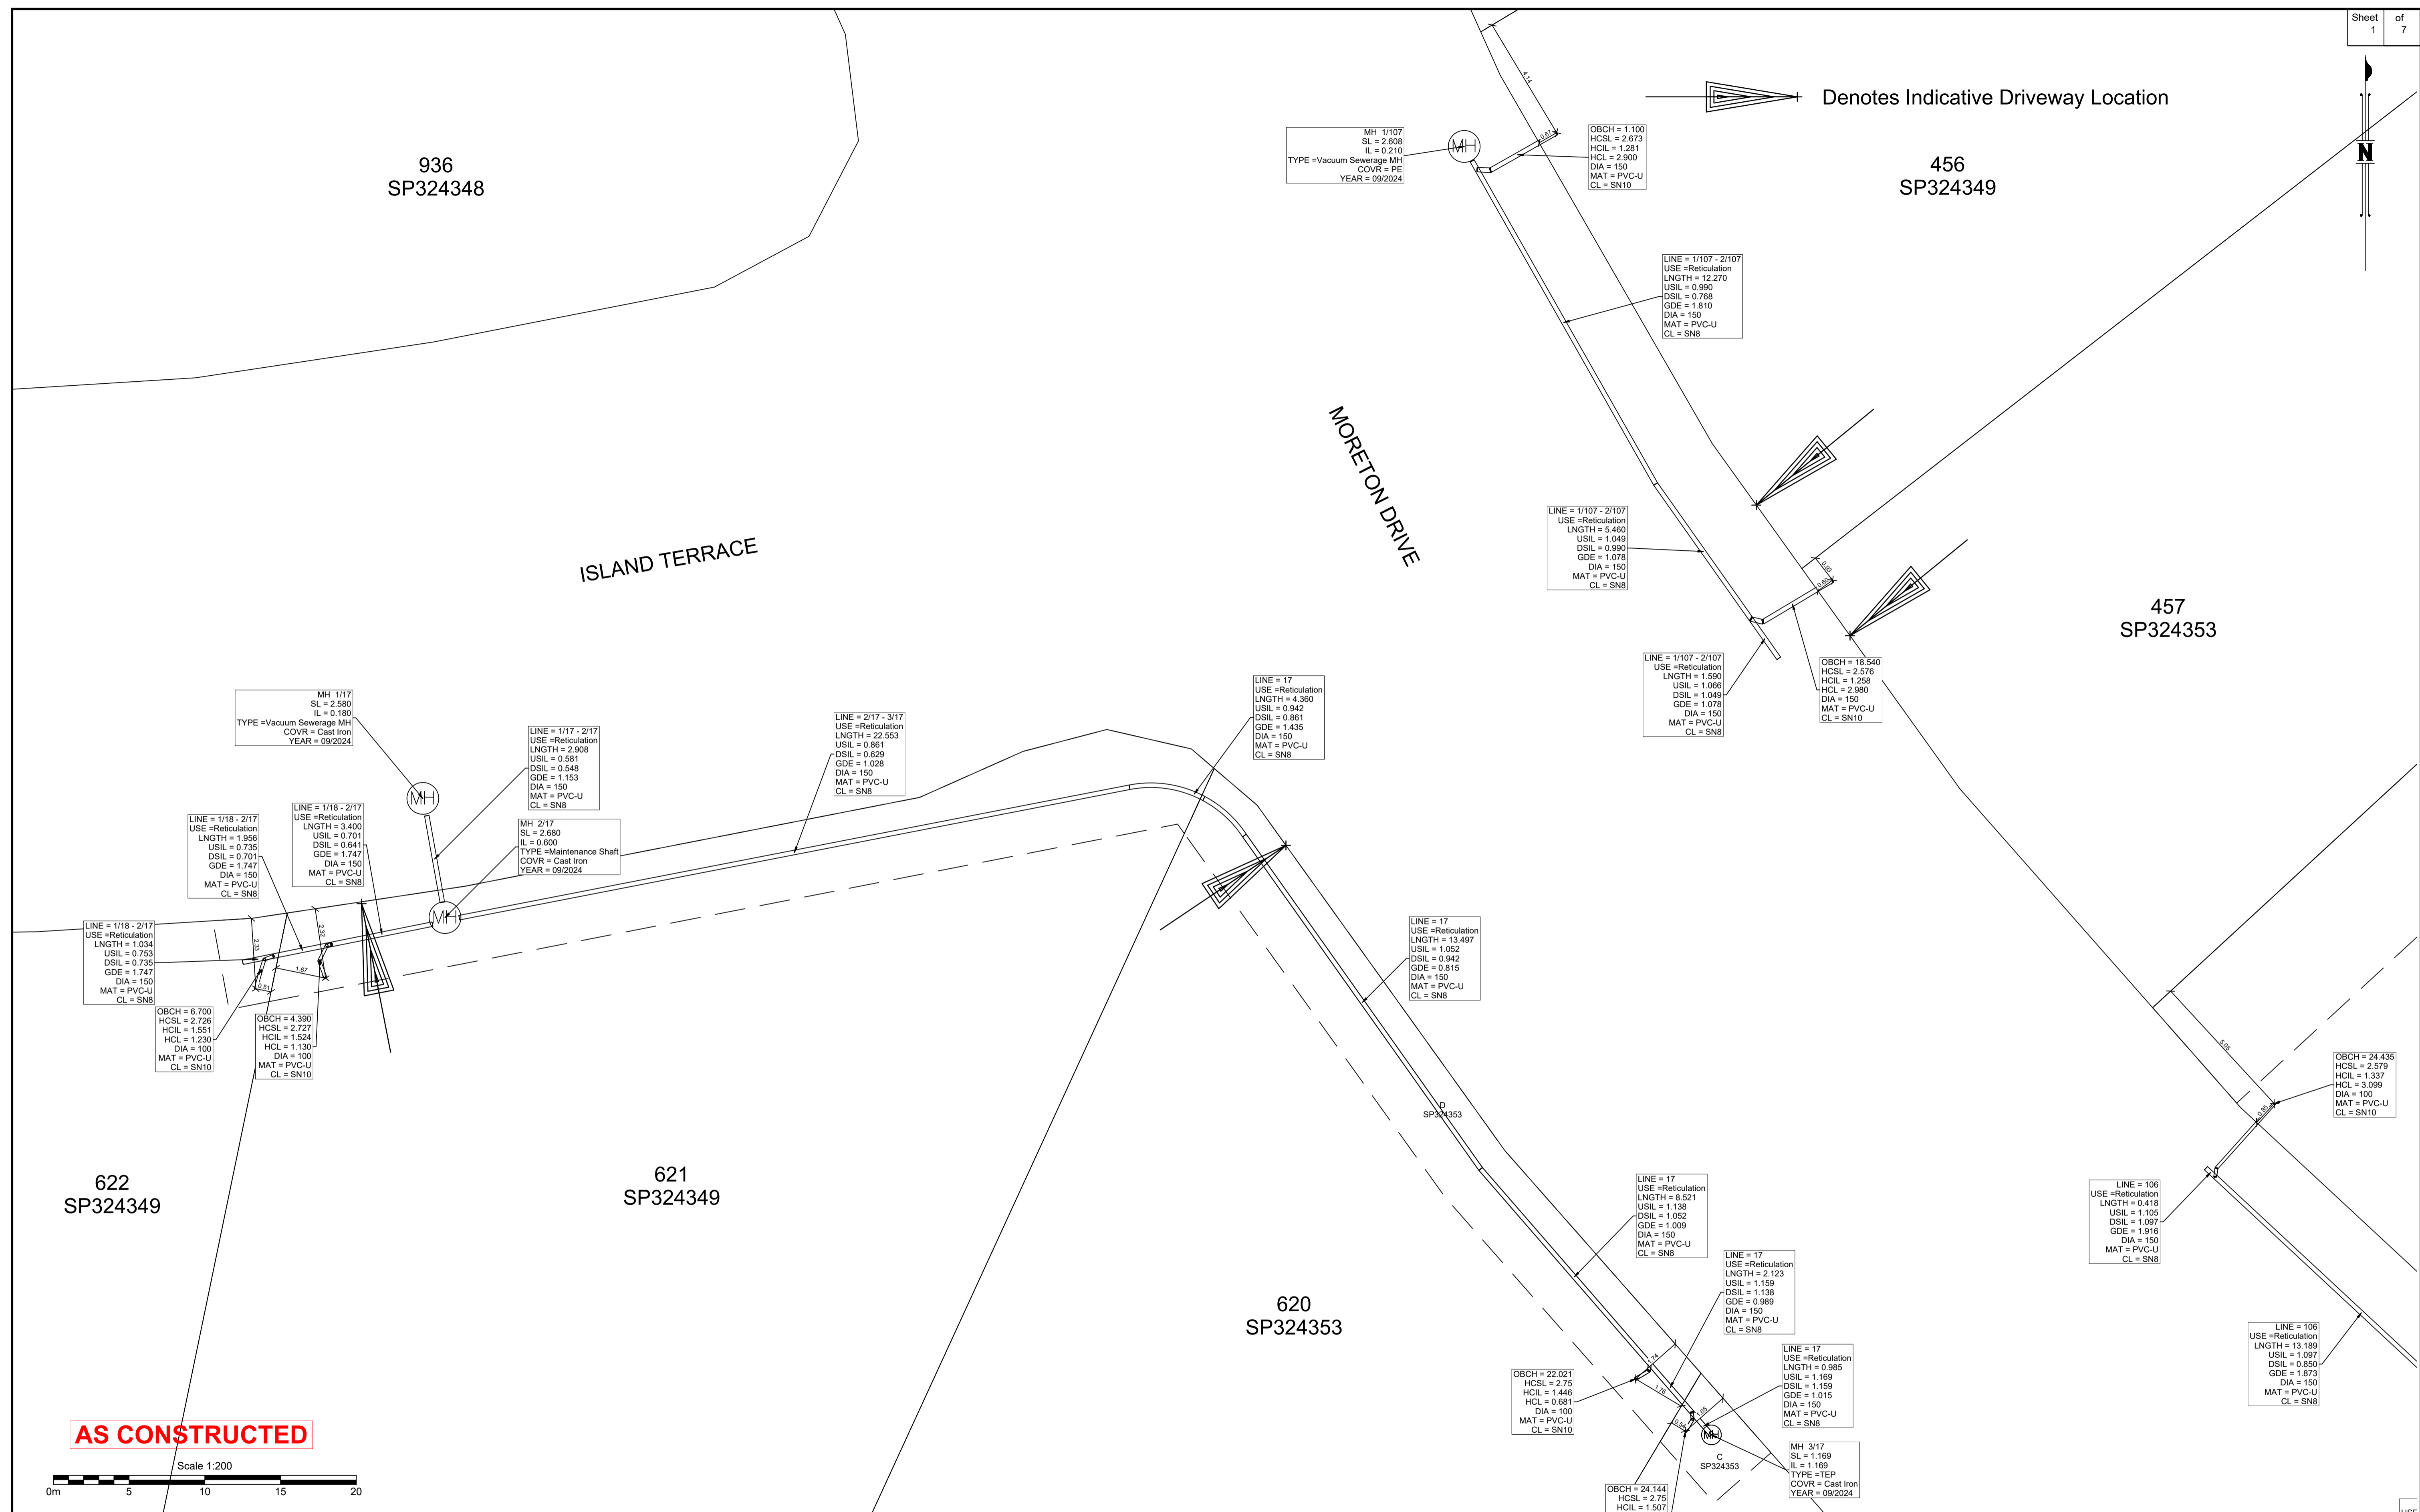 Sheet of
1 7
Denotes Indicative Driveway Location
N
936
SP324348
456
SP324349
MH 1/107
SL = 2.608
IL = 0.210
TYPE =Vacuum Sewerage MH
COVR = PE
YEAR = 09/2024
MH
4.14
0.67
OBCH = 1.100
HCSL = 2.673
HCIL = 1.281
HCL = 2.900
DIA = 150
MAT = PVC-U
CL = SN10
LINE = 1/107 - 2/107
USE =Reticulation
LNGTH = 12.270
USIL = 0.990
DSIL = 0.768
GDE = 1.810
DIA = 150
MAT = PVC-U
CL = SN8
MORETON DRIVE
ISLAND TERRACE
LINE = 1/107 - 2/107
USE =Reticulation
LNGTH = 5.460
USIL = 1.049
DSIL = 0.990
GDE = 1.078
DIA = 150
MAT = PVC-U
CL = SN8
0.93
0.60
457
SP324353
LINE = 1/107 - 2/107
USE =Reticulation
LNGTH = 1.590
USIL = 1.066
DSIL = 1.049
GDE = 1.078
DIA = 150
MAT = PVC-U
CL = SN8
OBCH = 18.540
HCSL = 2.576
HCIL = 1.258
HCL = 2.980
DIA = 150
MAT = PVC-U
CL = SN10
MH 1/17
SL = 2.580
IL = 0.180
TYPE =Vacuum Sewerage MH
COVR = Cast Iron
YEAR = 09/2024
MH
LINE = 1/17 - 2/17
USE =Reticulation
LNGTH = 2.908
USIL = 0.581
DSIL = 0.548
GDE = 1.153
DIA = 150
MAT = PVC-U
CL = SN8
LINE = 2/17 - 3/17
USE =Reticulation
LNGTH = 22.553
USIL = 0.861
DSIL = 0.629
GDE = 1.028
DIA = 150
MAT = PVC-U
CL = SN8
LINE = 17
USE =Reticulation
LNGTH = 4.360
USIL = 0.942
DSIL = 0.861
GDE = 1.435
DIA = 150
MAT = PVC-U
CL = SN8
LINE = 1/18 - 2/17
USE =Reticulation
LNGTH = 1.956
USIL = 0.735
DSIL = 0.701
GDE = 1.747
DIA = 150
MAT = PVC-U
CL = SN8
LINE = 1/18 - 2/17
USE =Reticulation
LNGTH = 3.400
USIL = 0.701
DSIL = 0.641
GDE = 1.747
DIA = 150
MAT = PVC-U
CL = SN8
MH 2/17
SL = 2.680
IL = 0.600
TYPE =Maintenance Shaft
COVR = Cast Iron
YEAR = 09/2024
MH
LINE = 1/18 - 2/17
USE =Reticulation
LNGTH = 1.034
USIL = 0.753
DSIL = 0.735
GDE = 1.747
DIA = 150
MAT = PVC-U
CL = SN8
2.33
2.32
1.67
0.51
OBCH = 6.700
HCSL = 2.726
HCIL = 1.551
HCL = 1.230
DIA = 100
MAT = PVC-U
CL = SN10
OBCH = 4.390
HCSL = 2.727
HCIL = 1.524
HCL = 1.130
DIA = 100
MAT = PVC-U
CL = SN10
LINE = 17
USE =Reticulation
LNGTH = 13.497
USIL = 1.052
DSIL = 0.942
GDE = 0.815
DIA = 150
MAT = PVC-U
CL = SN8
5.05
0.85
OBCH = 24.435
HCSL = 2.579
HCIL = 1.337
HCL = 3.099
DIA = 100
MAT = PVC-U
CL = SN10
D
SP324353
622
SP324349
621
SP324349
LINE = 17
USE =Reticulation
LNGTH = 8.521
USIL = 1.138
DSIL = 1.052
GDE = 1.009
DIA = 150
MAT = PVC-U
CL = SN8
LINE = 106
USE =Reticulation
LNGTH = 0.418
USIL = 1.105
DSIL = 1.097
GDE = 1.916
DIA = 150
MAT = PVC-U
CL = SN8
620
SP324353
LINE = 17
USE =Reticulation
LNGTH = 2.123
USIL = 1.159
DSIL = 1.138
GDE = 0.989
DIA = 150
MAT = PVC-U
CL = SN8
LINE = 106
USE =Reticulation
LNGTH = 13.189
USIL = 1.097
DSIL = 0.850
GDE = 1.873
DIA = 150
MAT = PVC-U
CL = SN8
LINE = 17
USE =Reticulation
LNGTH = 0.985
USIL = 1.169
DSIL = 1.159
GDE = 1.015
DIA = 150
MAT = PVC-U
CL = SN8
OBCH = 22.021
HCSL = 2.75
HCIL = 1.446
HCL = 0.681
DIA = 100
MAT = PVC-U
CL = SN10
1.76
1.65
MH
C
SP324353
MH 3/17
SL = 1.169
IL = 1.169
TYPE =TEP
COVR = Cast Iron
YEAR = 09/2024
OBCH = 24.144
HCSL = 2.75
HCIL = 1.507
AS CONSTRUCTED
Scale 1:200
0m 5 10 15 20